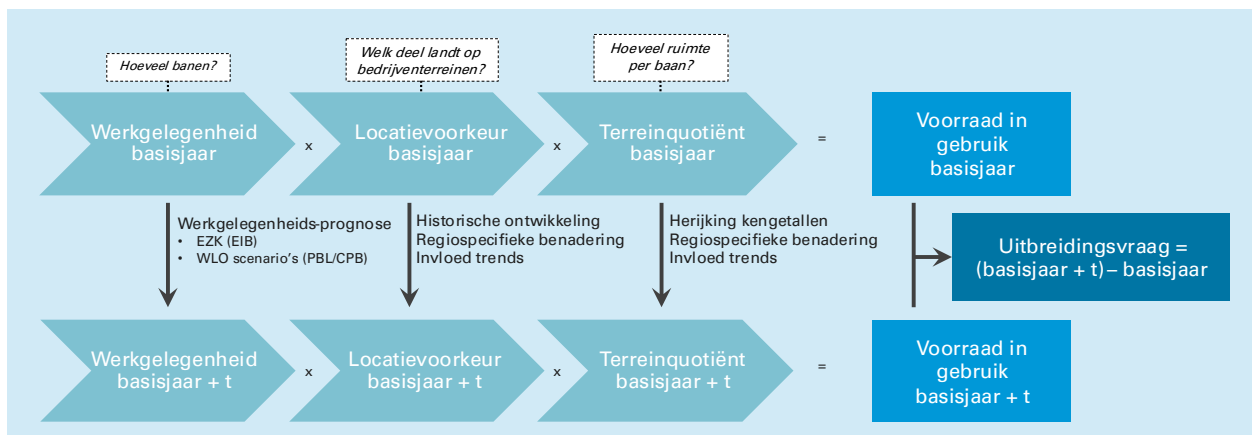 Hoeveel banen?
Welk deel landt op
bedrijventerreinen?
Hoeveel ruimte
per baan?
Werkgelegenheid
basisjaar
x
Locatievoorkeur
basisjaar
x
Terreinquotiënt
basisjaar
=
Voorraad in
gebruik
basisjaar
Werkgelegenheids-prognose
• EZK (EIB)
• WLO scenario's (PBL/CPB)
Historische ontwikkeling
Regiospecifieke benadering
Invloed trends
Herijking kengetallen
Regiospecifieke benadering
Invloed trends
Uitbreidingsvraag =
(basisjaar + t) – basisjaar
Werkgelegenheid
basisjaar + t
x
Locatievoorkeur
basisjaar + t
x
Terreinquotiënt
basisjaar + t
=
Voorraad in
gebruik
basisjaar + t